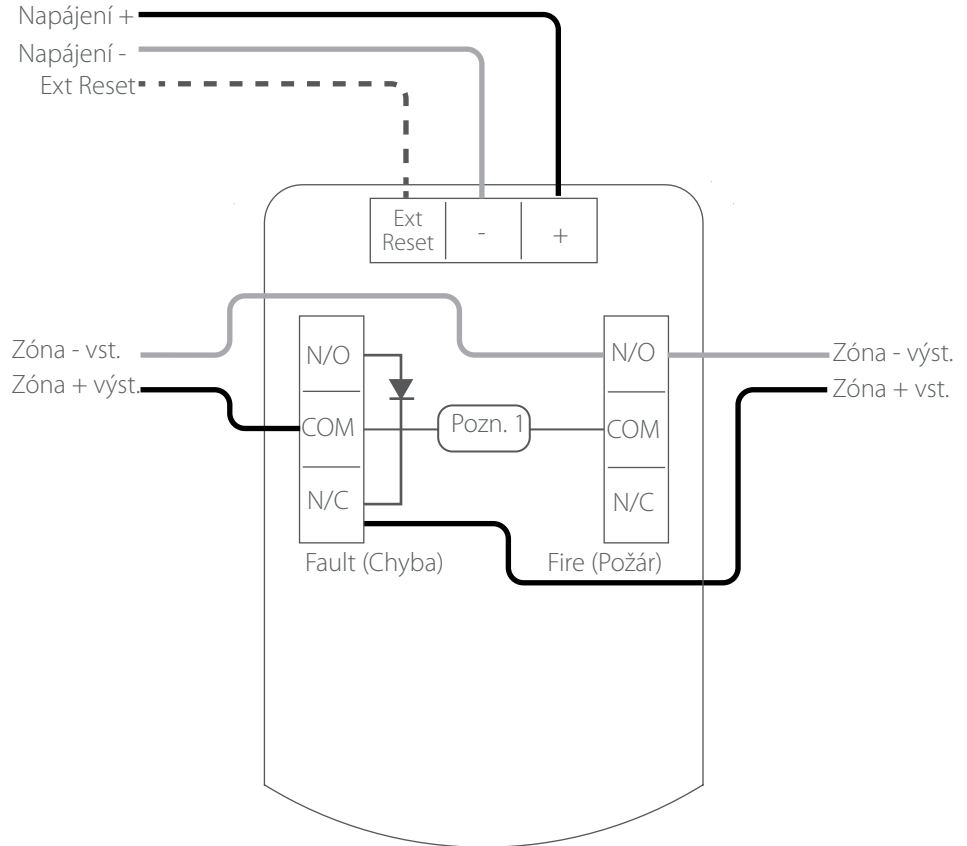 Napájení +
Napájení -
Ext Reset
Ext
Reset
-
+
Zóna - vst.
Zóna + výst.
N/O
COM
N/C
Pozn. 1
N/O
COM
N/C
Zóna - výst.
Zóna + vst.
Fault (Chyba)
Fire (Požár)